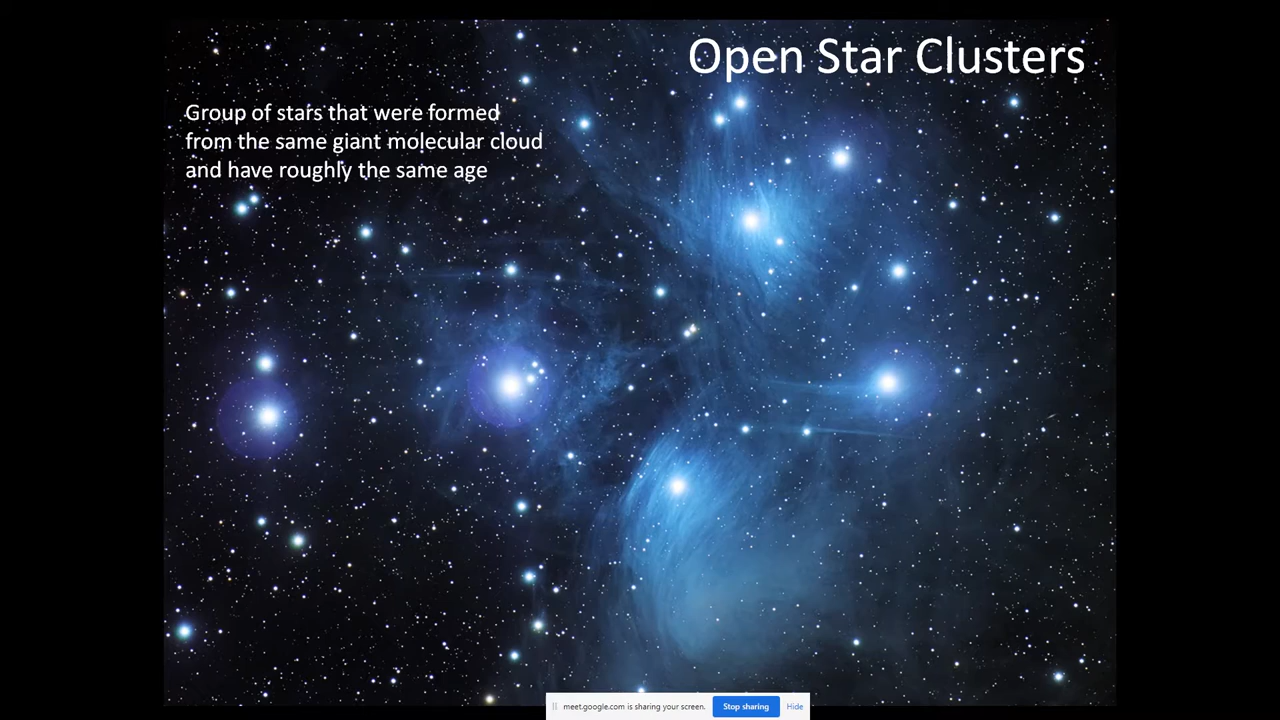 Open Star Clusters
Group of stars that were formed
from the same giant molecular cloud
and have roughly the same age
meet.google.com is sharing your screen.
Stop sharing
Hide